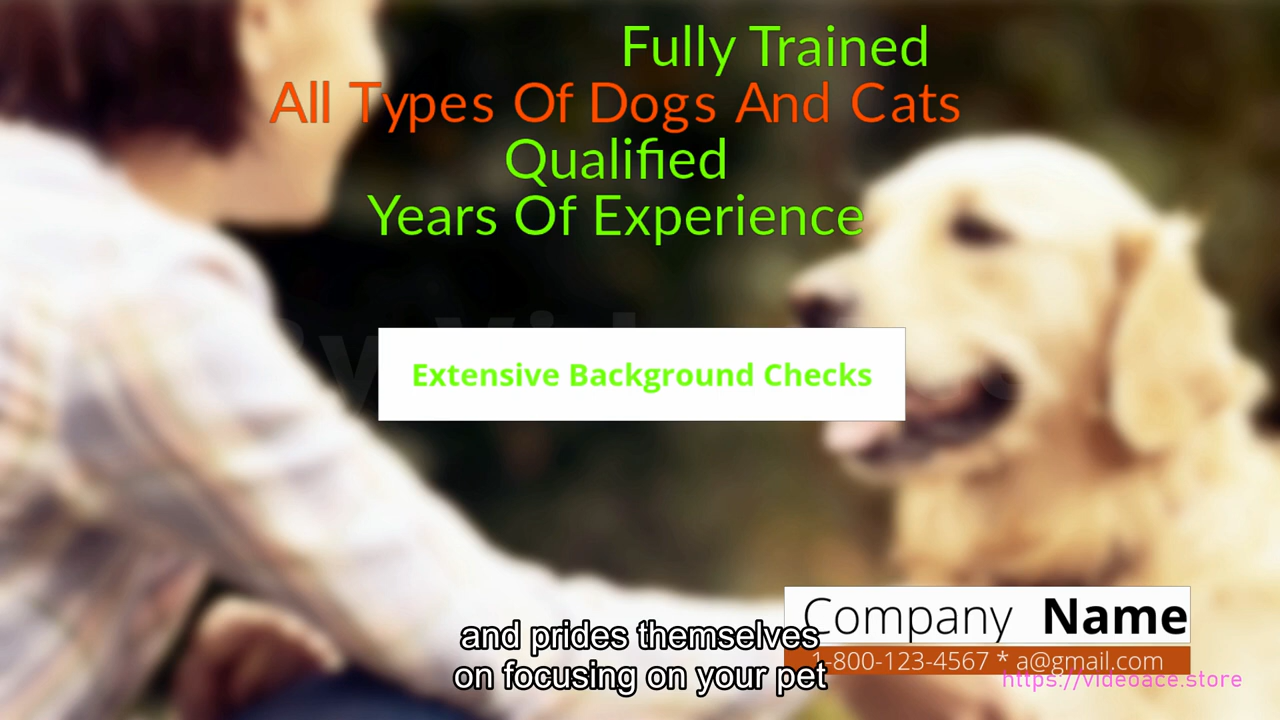 Fully Trained
All Types Of Dogs And Cats
Qualified
Years Of Experience
Extensive Background Checks
Company Name
1-800-123-4567 * a@gmail.com
https://videoace.store
and prides themselves
on focusing on your pet